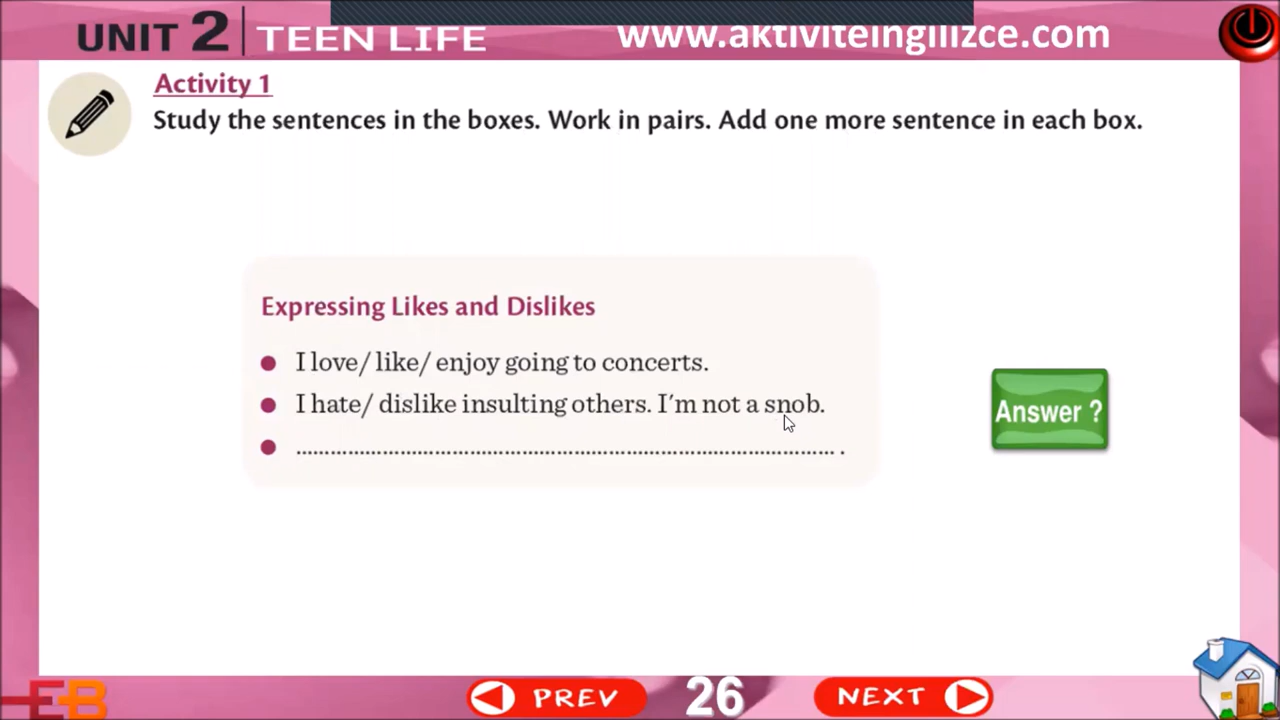 UNIT 2 TEEN LIFE www.aktiviteingilizce.com
Activity 1
Study the sentences in the boxes. Work in pairs. Add one more sentence in each box.
Expressing Likes and Dislikes
I love/ like/ enjoy going to concerts.
I hate/ dislike insulting others. I'm not a snob.
.................................................................................... .
Answer ?
EB PREV 26 NEXT